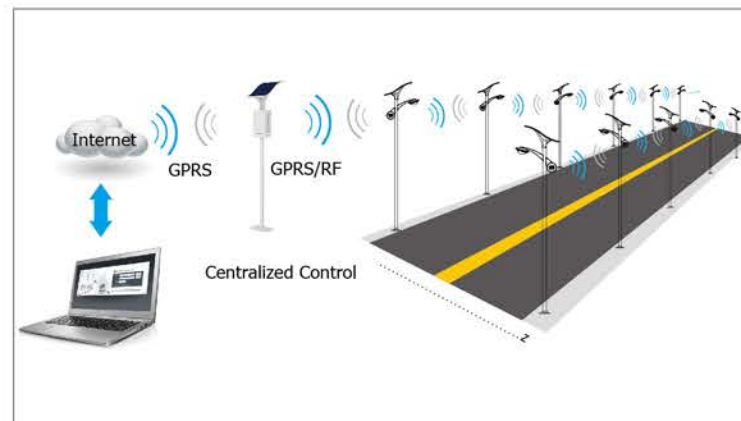 Internet
GPRS
GPRS/RF
Centralized Control
Z